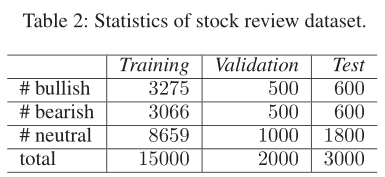 Table 2: Statistics of stock review dataset.
Training Validation Test
# bullish 3275 500 600
# bearish 3066 500 600
# neutral 8659 1000 1800
total 15000 2000 3000